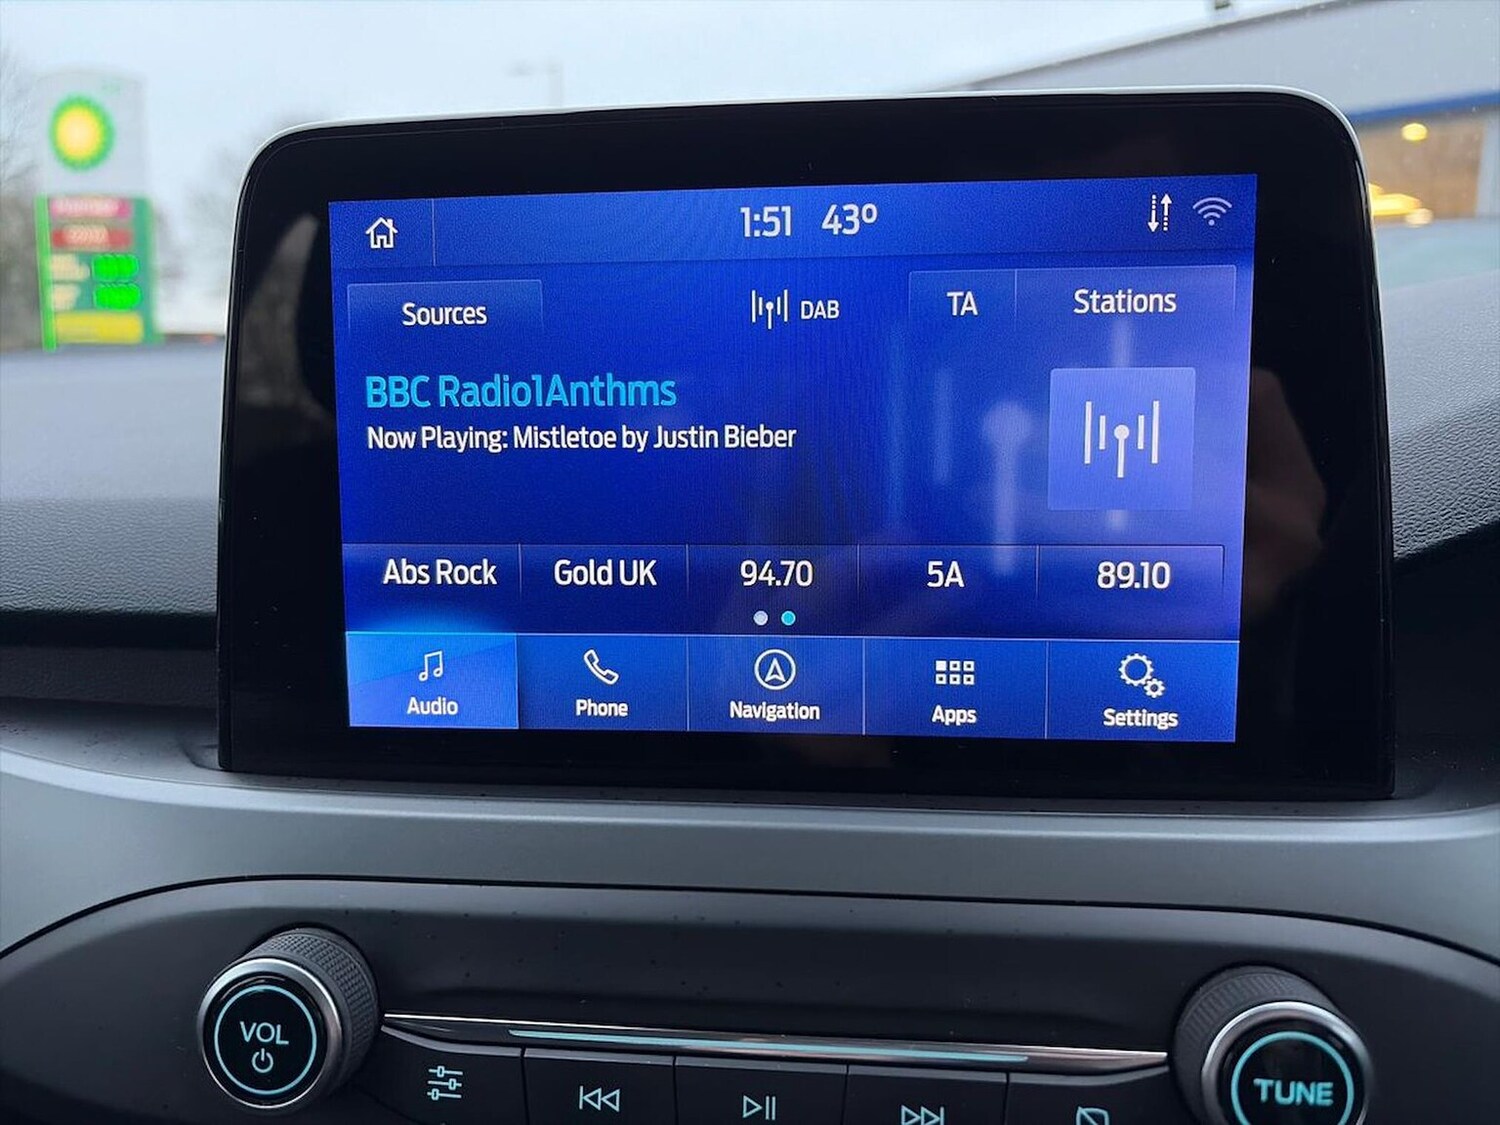 1:51 43º
Sources
DAB
TA
Stations
BBC Radio1Anthms
Now Playing: Mistletoe by Justin Bieber
Abs Rock
Gold UK
94.70
5A
89.10
Audio
Phone
Navigation
Apps
Settings
VOL
TUNE